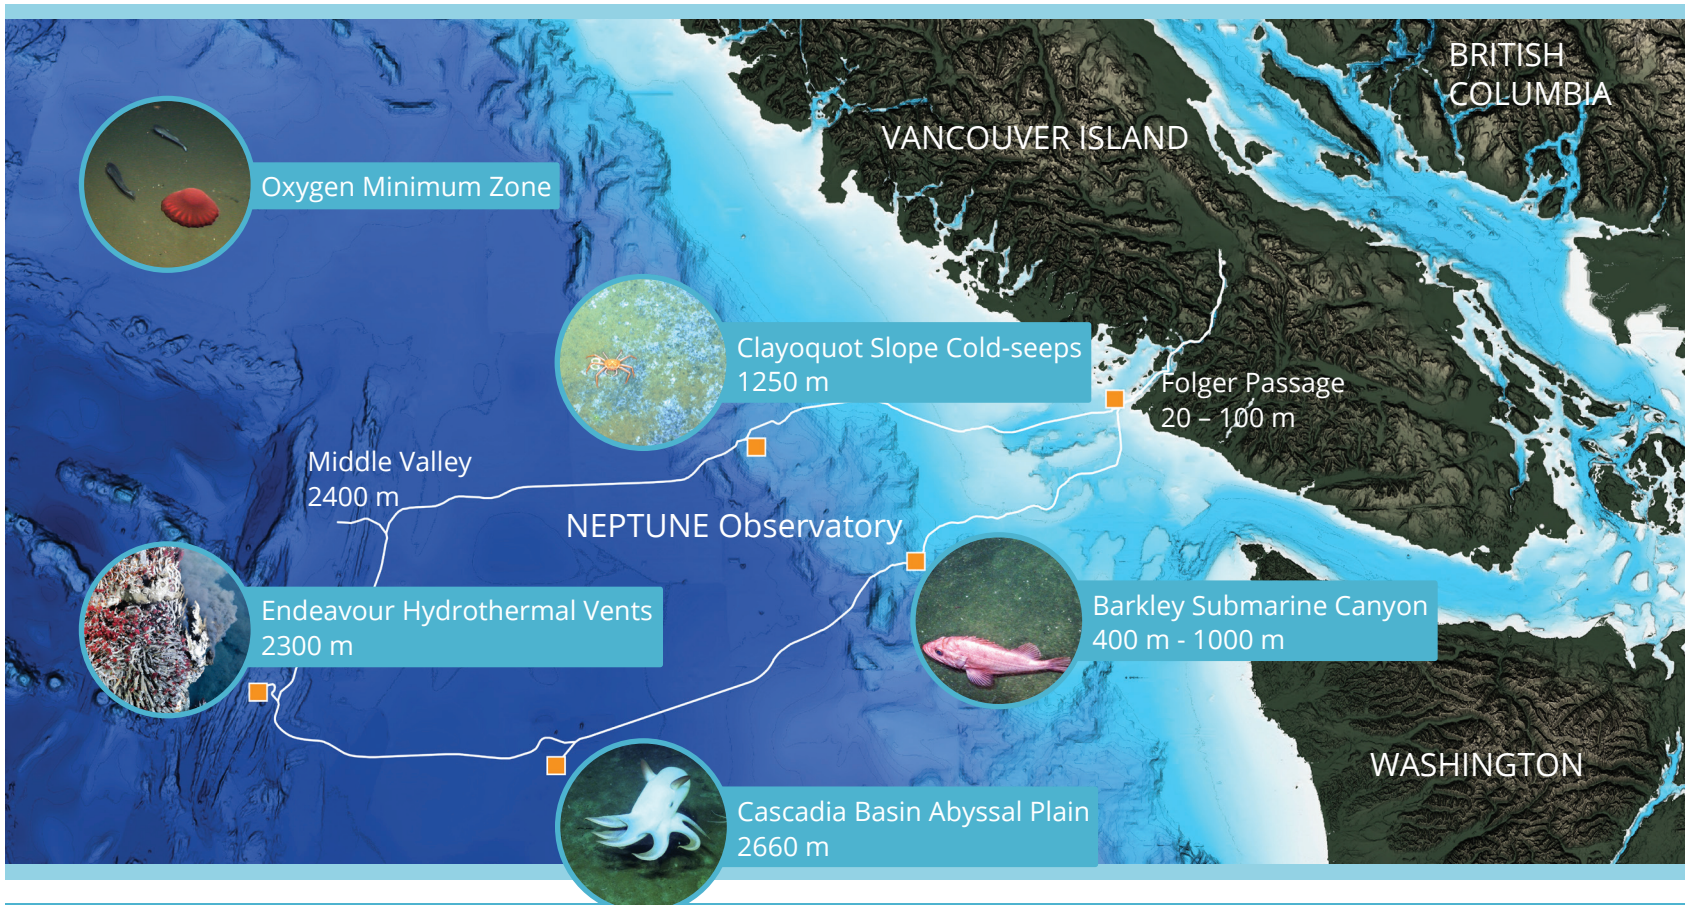 BRITISH
COLUMBIA
VANCOUVER ISLAND
Oxygen Minimum Zone
Clayoquot Slope Cold-seeps
1250 m
Folger Passage
20 – 100 m
Middle Valley
2400 m
NEPTUNE Observatory
Endeavour Hydrothermal Vents
2300 m
Barkley Submarine Canyon
400 m - 1000 m
WASHINGTON
Cascadia Basin Abyssal Plain
2660 m